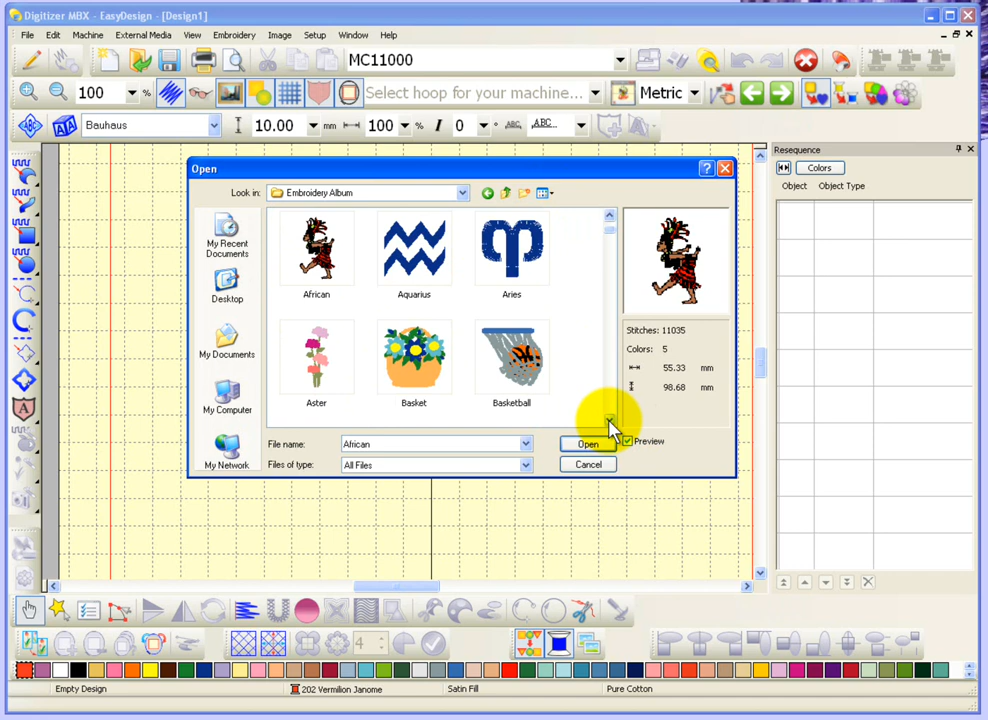 Digitizer MBX - EasyDesign - [Design1]
File Edit Machine External Media View Embroidery Image Setup Window Help
MC11000
100 % Select hoop for your machine... Metric
ABC Bauhaus 10.00 mm 100 % I 0 ° ABC ABC...
Resequence
Colors
Object Object Type
Open
Look in: Embroidery Album
My Recent Documents
Desktop
My Documents
My Computer
My Network
African Aquarius Aries
Aster Basket Basketball
Stitches: 11035
Colors: 5
55.33 mm
98.68 mm
File name: African Open Preview
Files of type: All Files Cancel
4
Empty Design 202 Vermilion Janome Satin Fill Pure Cotton